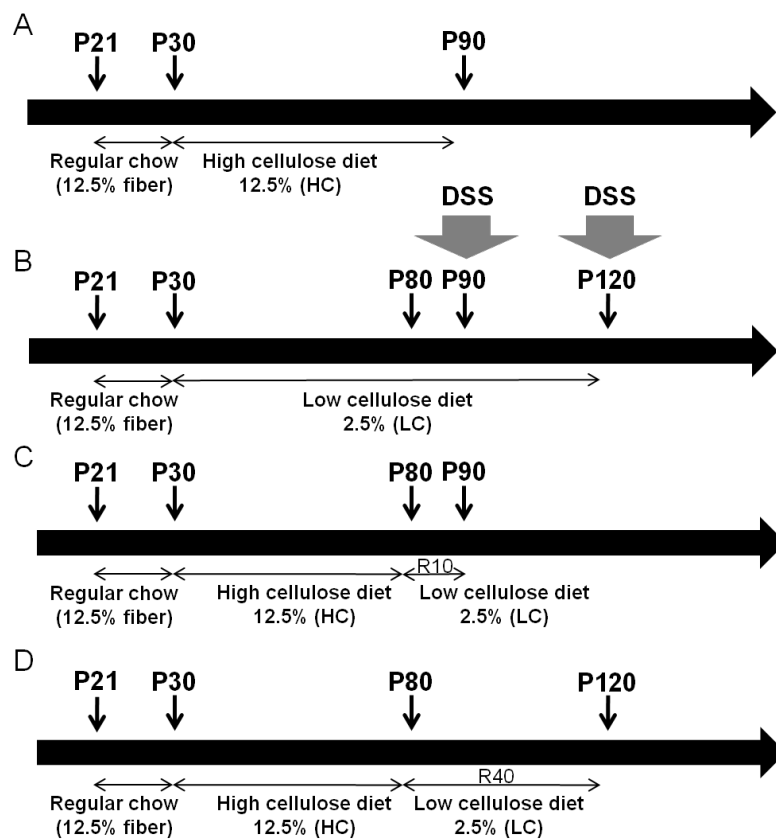 A
P21 P30 P90
Regular chow High cellulose diet
(12.5% fiber) 12.5% (HC)
DSS DSS
B
P21 P30 P80 P90 P120
Regular chow Low cellulose diet
(12.5% fiber) 2.5% (LC)
C
P21 P30 P80 P90
R10
Regular chow High cellulose diet Low cellulose diet
(12.5% fiber) 12.5% (HC) 2.5% (LC)
D
P21 P30 P80 P120
R40
Regular chow High cellulose diet Low cellulose diet
(12.5% fiber) 12.5% (HC) 2.5% (LC)